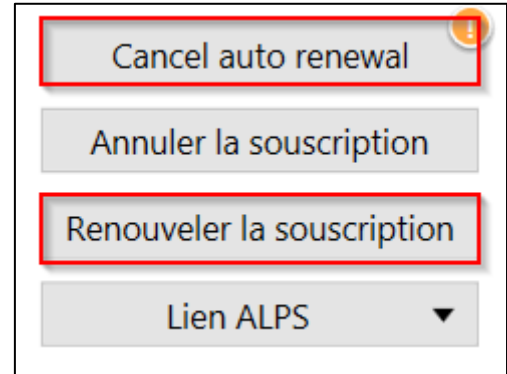 Cancel auto renewal
Annuler la souscription
Renouveler la souscription
Lien ALPS